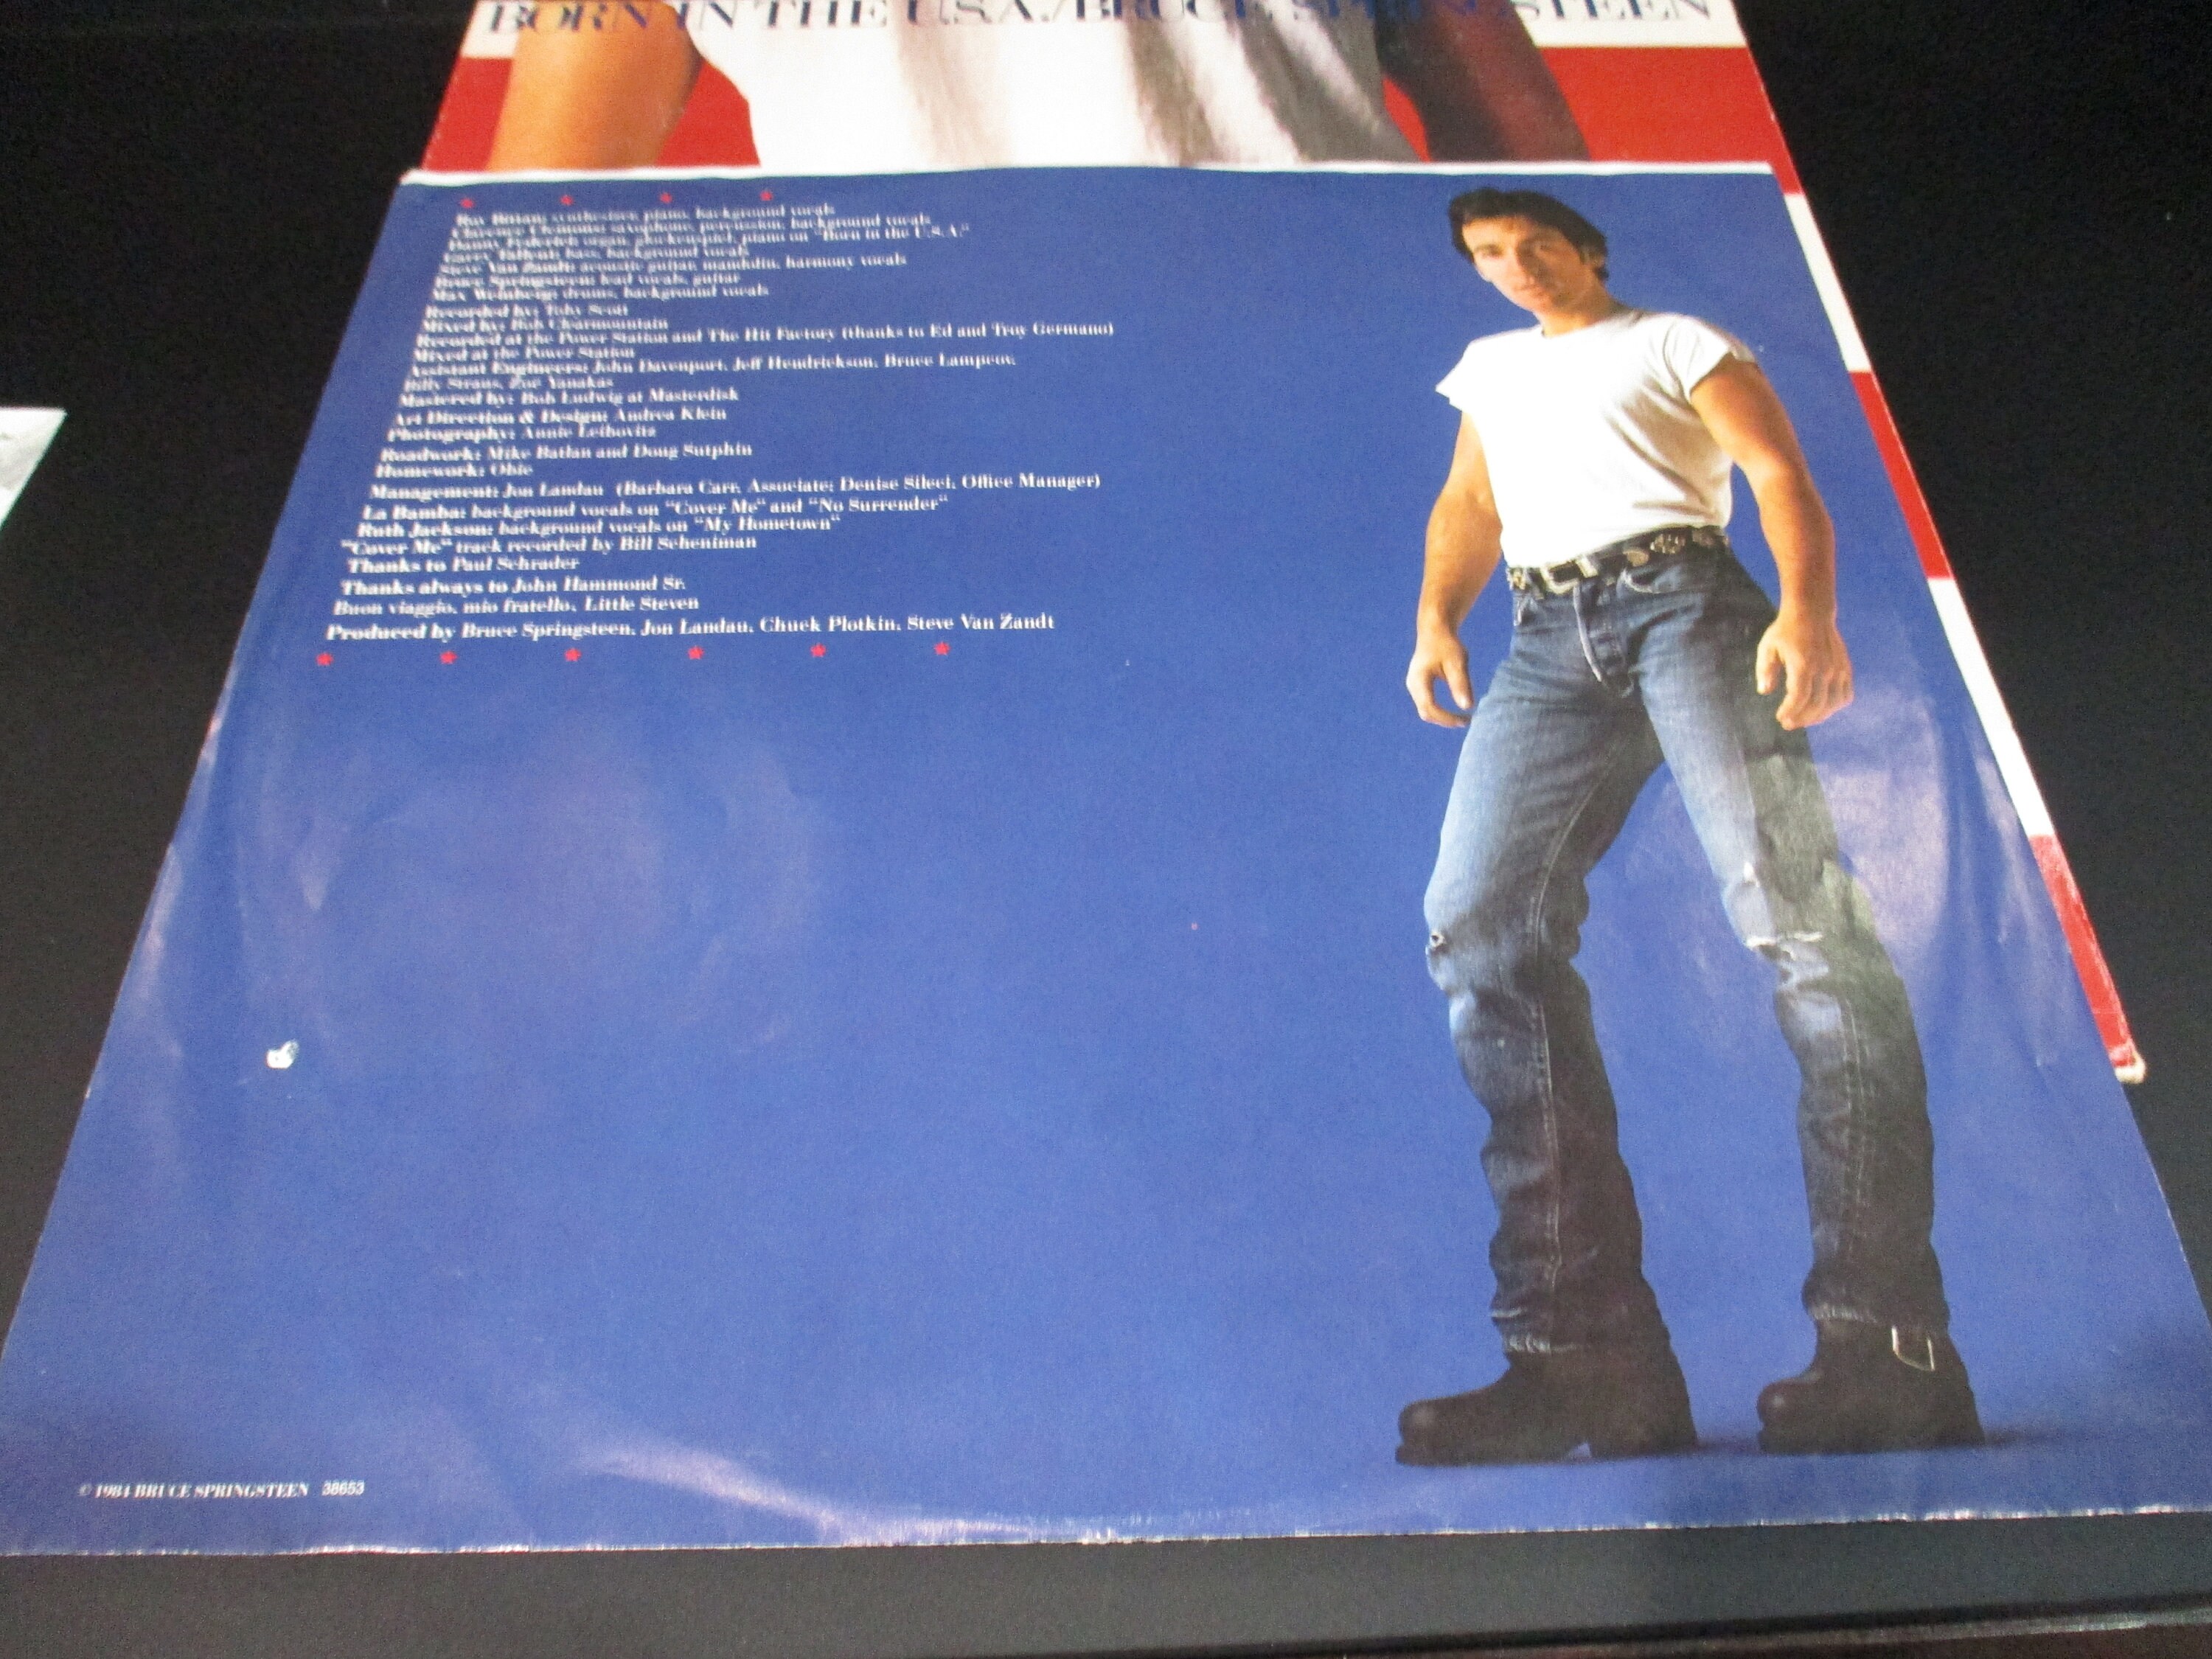 BORN IN THE U.S.A./BRUCE SPRINGSTEEN
* * * *
Roy Bittan: synthesizer, piano, background vocals
Clarence Clemons: saxophone, percussion, background vocals
Danny Federici: organ, glockenspiel, piano on "Born in the U.S.A."
Garry Tallent: bass, background vocals
Steve Van Zandt: acoustic guitar, mandolin, harmony vocals
Bruce Springsteen: lead vocals, guitar
Max Weinberg: drums, background vocals
Recorded by: Toby Scott
Mixed by: Bob Clearmountain
Recorded at the Power Station and The Hit Factory (thanks to Ed and Troy Germano)
Mixed at the Power Station
Assistant Engineers: John Davenport, Jeff Hendrickson, Bruce Lampcov,
Billy Straus, Zoe Yanakas
Mastered by: Bob Ludwig at Masterdisk
Art Direction & Design: Andrea Klein
Photography: Annie Leibovitz
Roadwork: Mike Batlan and Doug Sutphin
Homework: Obie
Management: Jon Landau (Barbara Carr, Associate; Denise Sileci, Office Manager)
La Bamba: background vocals on "Cover Me" and "No Surrender"
Ruth Jackson: background vocals on "My Hometown"
"Cover Me" track recorded by Bill Scheniman
Thanks to Paul Schrader
Thanks always to John Hammond Sr.
Buon viaggio, mio fratello, Little Steven
Produced by Bruce Springsteen, Jon Landau, Chuck Plotkin, Steve Van Zandt
* * * * * *
© 1984 BRUCE SPRINGSTEEN 38653